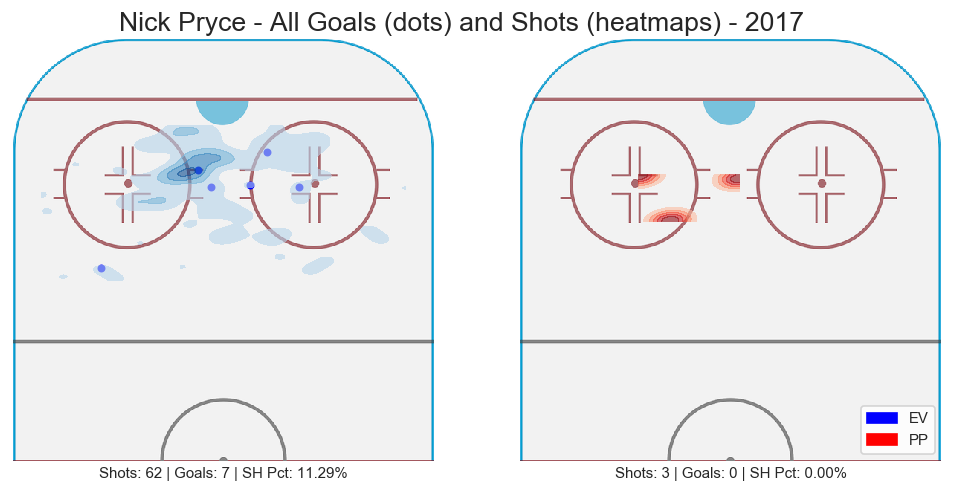 Nick Pryce - All Goals (dots) and Shots (heatmaps) - 2017
EV
PP
Shots: 62 | Goals: 7 | SH Pct: 11.29%
Shots: 3 | Goals: 0 | SH Pct: 0.00%